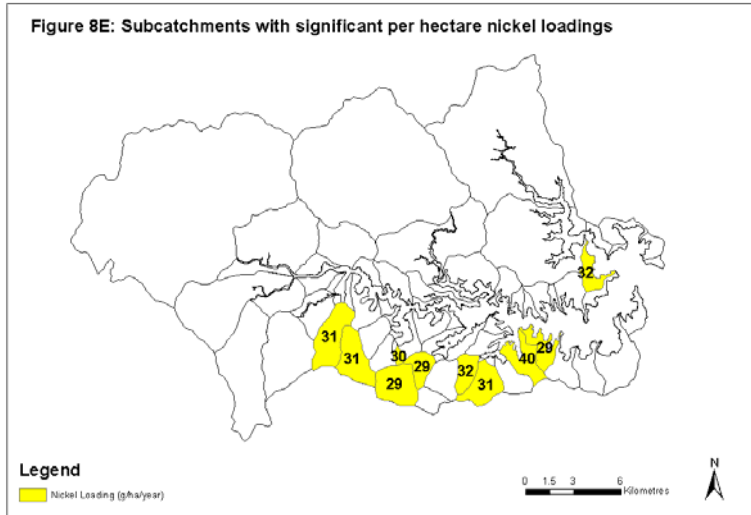 Figure 8E: Subcatchments with significant per hectare nickel loadings
32
31
31
30
29
29
32
31
40
29
Legend
Nickel Loading (g/ha/year)
N
0 1.5 3 6
Kilometres